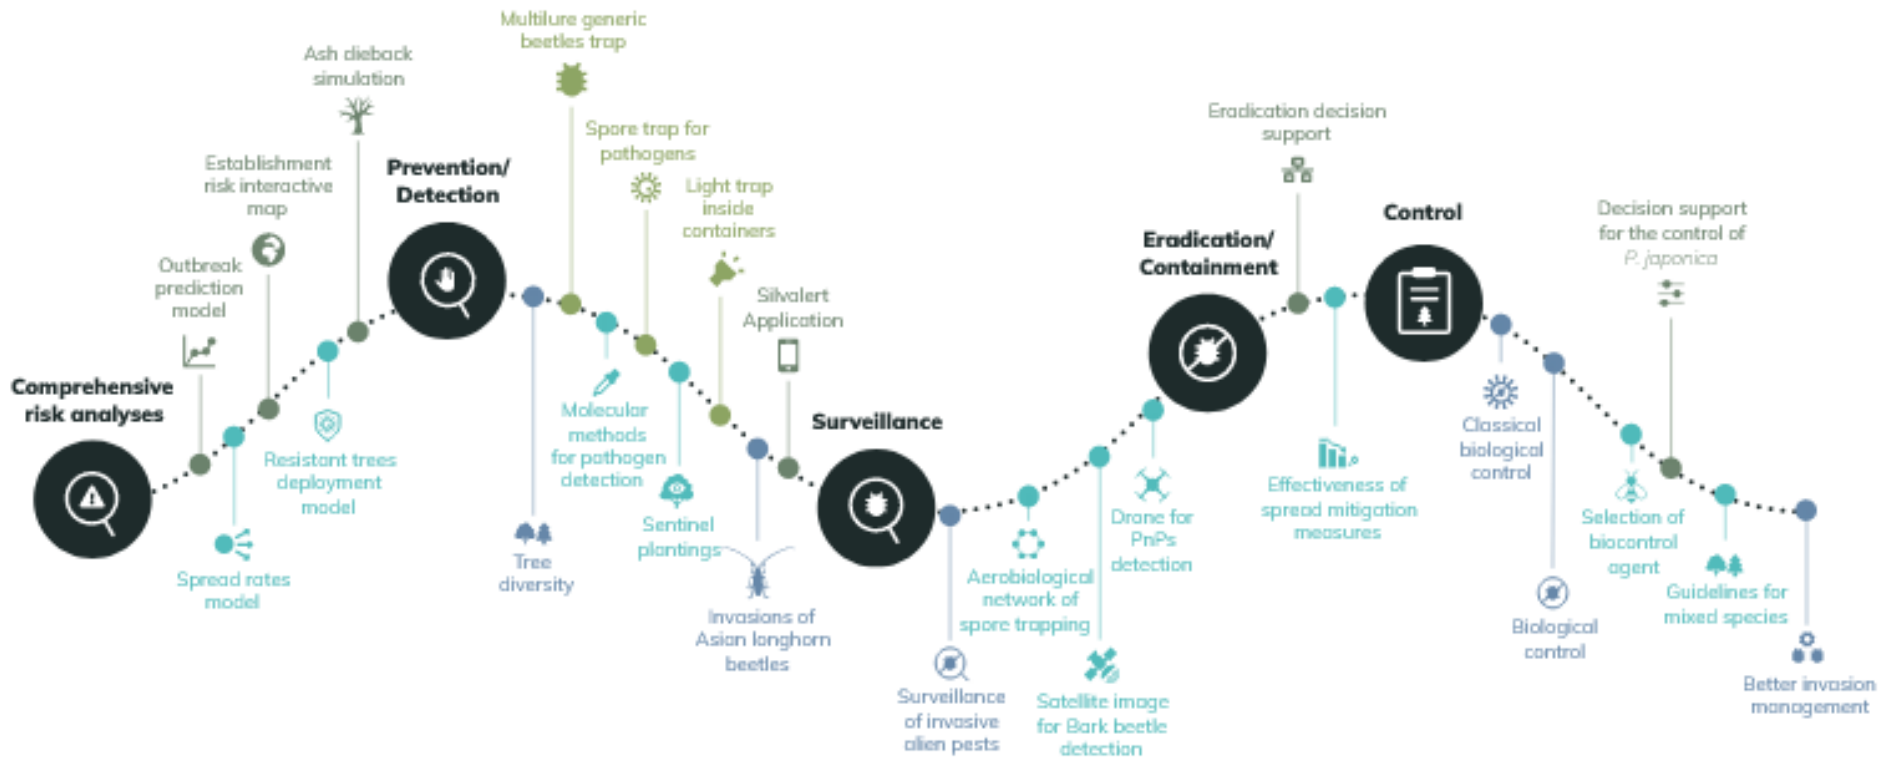 Comprehensive
risk analyses
Outbreak
prediction
model
Spread rates
model
Establishment
risk interactive
map
Resistant trees
deployment
model
Ash dieback
simulation
Prevention/
Detection
Tree
diversity
Multilure generic
beetles trap
Molecular
methods
for pathogen
detection
Spore trap for
pathogens
Sentinel
plantings
Light trap
inside
containers
Invasions of
Asian longhorn
beetles
Silvalert
Application
Surveillance
Surveillance
of invasive
alien pests
Aerobiological
network of
spore trapping
Satellite image
for Bark beetle
detection
Drone for
PnPs
detection
Eradication/
Containment
Eradication decision
support
Effectiveness of
spread mitigation
measures
Control
Classical
biological
control
Biological
control
Selection of
biocontrol
agent
Decision support
for the control of
P. japonica
Guidelines for
mixed species
Better invasion
management